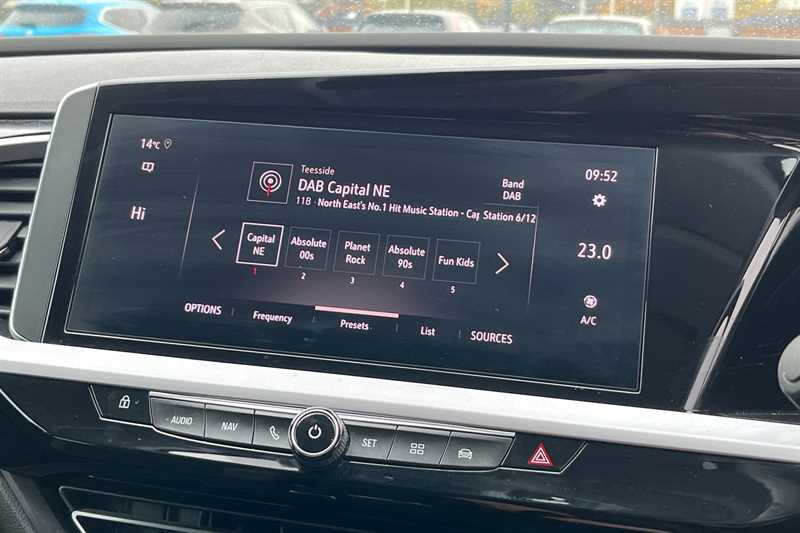 14°C
Hi
Teesside
DAB Capital NE
11B - North East's No.1 Hit Music Station - Cap Station 6/12
Band
DAB
09:52
23.0
A/C
Capital
NE
Absolute
00s
Planet
Rock
Absolute
90s
Fun Kids
1
2
3
4
5
OPTIONS
Frequency
Presets
List
SOURCES
AUDIO
NAV
SET